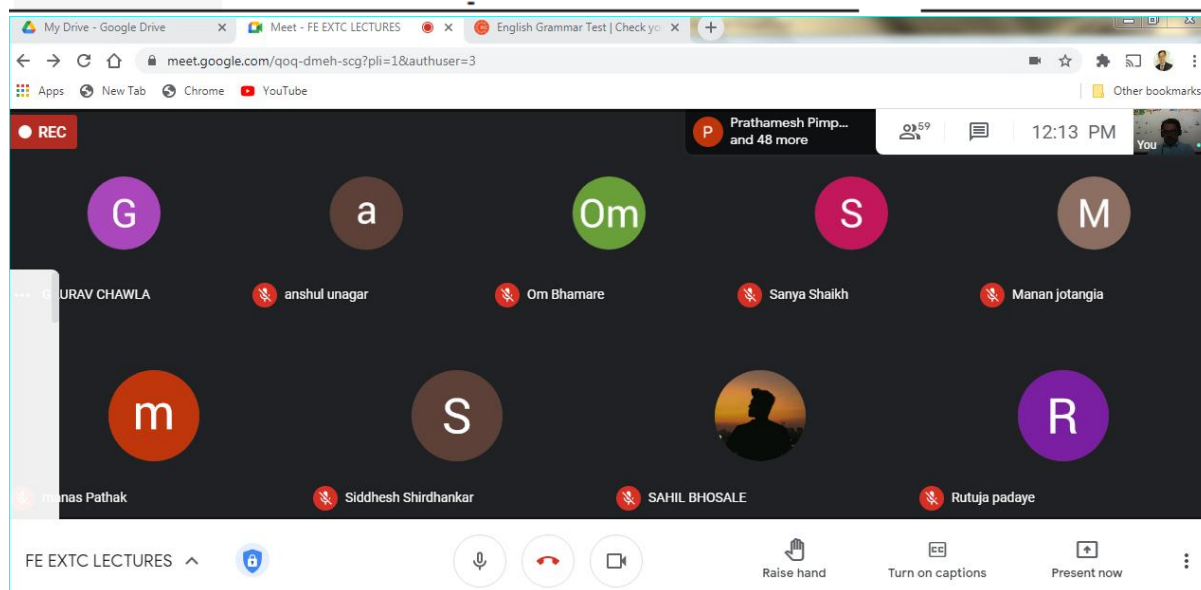 My Drive - Google Drive
Meet - FE EXTC LECTURES
English Grammar Test | Check yo
meet.google.com/qoq-dmeh-scg?pli=1&authuser=3
Apps New Tab Chrome YouTube Other bookmarks
REC
P Prathamesh Pimp...
and 48 more
59
12:13 PM
You
G a Om S M
URAV CHAWLA anshul unagar Om Bhamare Sanya Shaikh Manan jotangia
m S R
manas Pathak Siddhesh Shirdhankar SAHIL BHOSALE Rutuja padaye
FE EXTC LECTURES
CC
Raise hand Turn on captions Present now